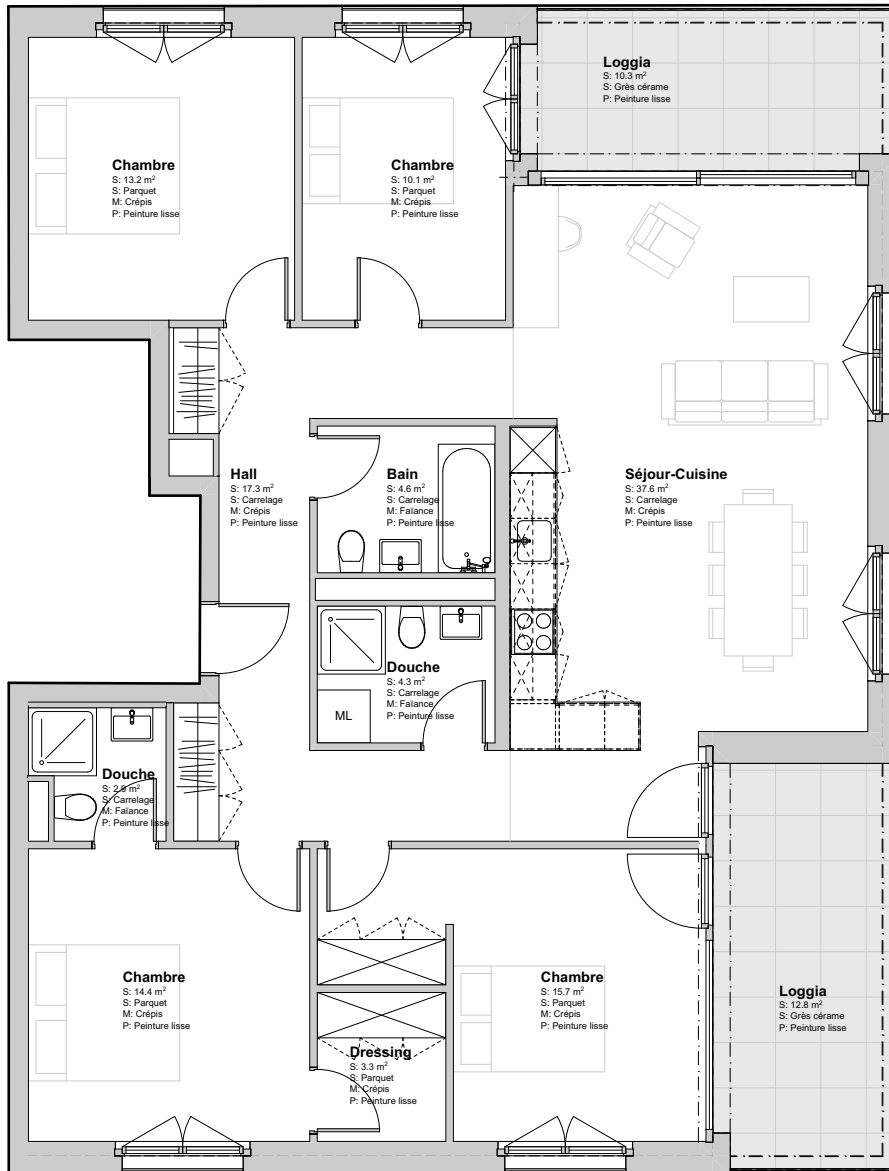 Loggia
S: 10.3 m²
S: Grès cérame
P: Peinture lisse
Chambre
S: 13.2 m²
S: Parquet
M: Crépis
P: Peinture lisse
Chambre
S: 10.1 m²
S: Parquet
M: Crépis
P: Peinture lisse
Hall
S: 17.3 m²
S: Carrelage
M: Crépis
P: Peinture lisse
Bain
S: 4.6 m²
S: Carrelage
M: Faïance
P: Peinture lisse
Séjour-Cuisine
S: 37.6 m²
S: Carrelage
M: Crépis
P: Peinture lisse
Douche
S: 4.3 m²
S: Carrelage
M: Faïance
P: Peinture lisse
ML
Douche
S: 2.9 m²
S: Carrelage
M: Faïance
P: Peinture lisse
Chambre
S: 14.4 m²
S: Parquet
M: Crépis
P: Peinture lisse
Chambre
S: 15.7 m²
S: Parquet
M: Crépis
P: Peinture lisse
Loggia
S: 12.8 m²
S: Grès cérame
P: Peinture lisse
Dressing
S: 3.3 m²
S: Parquet
M: Crépis
P: Peinture lisse